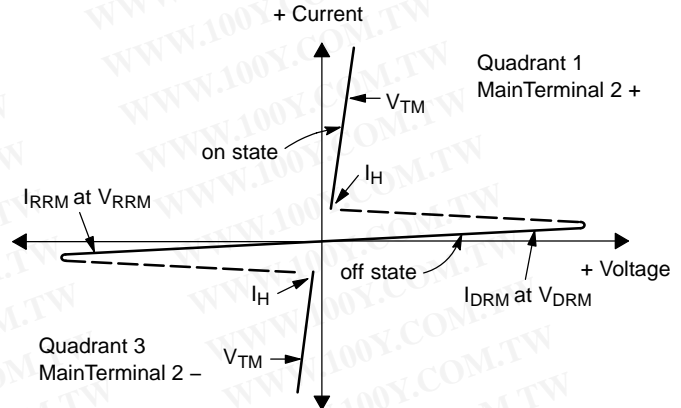 + Current
Quadrant 1
MainTerminal 2 +
VTM
on state
IH
IRRM at VRRM
off state
+ Voltage
IH
IDRM at VDRM
Quadrant 3
MainTerminal 2 –
VTM
WWW.100Y.COM.TW